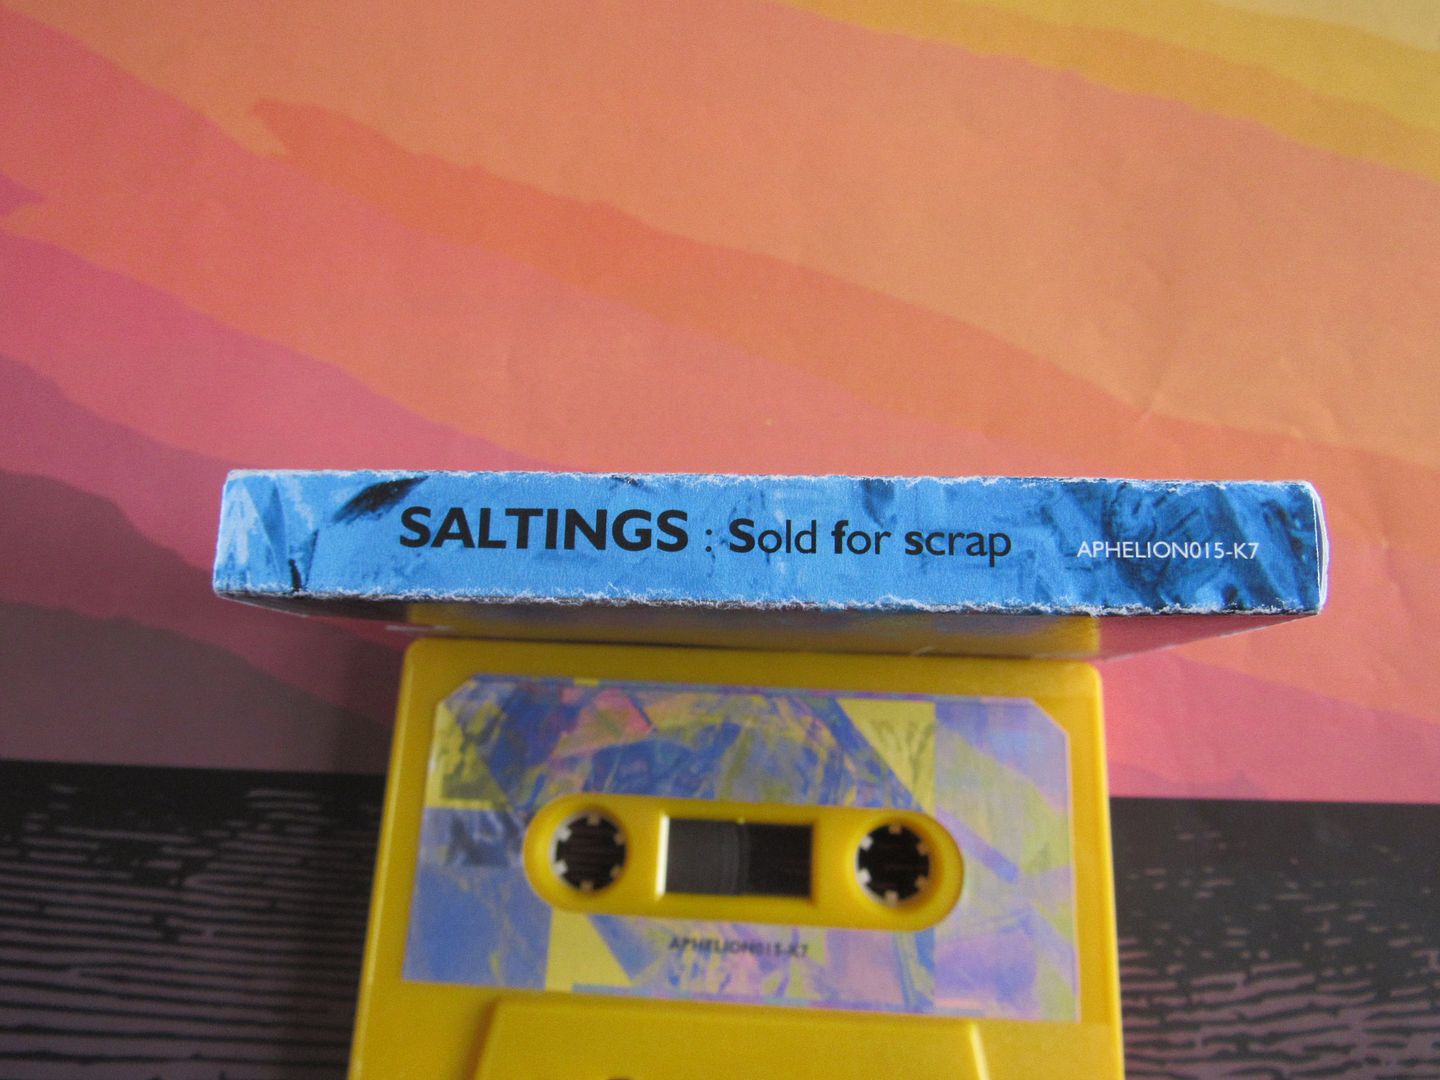 SALTINGS : Sold for scrap APHELION015-K7
APHELION015-K7